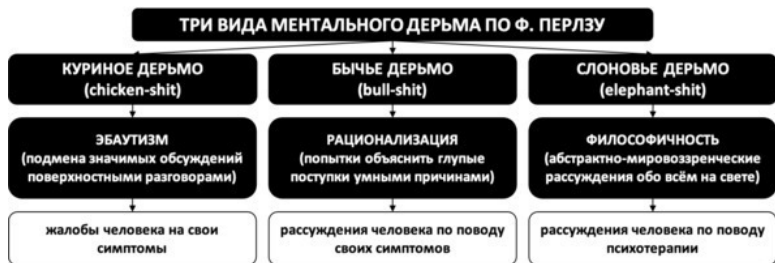 ТРИ ВИДА МЕНТАЛЬНОГО ДЕРЬМА ПО Ф. ПЕРЛЗУ
КУРИНОЕ ДЕРЬМО
(chicken-shit)
БЫЧЬЕ ДЕРЬМО
(bull-shit)
СЛОНОВЬЕ ДЕРЬМО
(elephant-shit)
ЭБАУТИЗМ
(подмена значимых обсуждений
поверхностными разговорами)
РАЦИОНАЛИЗАЦИЯ
(попытки объяснить глупые
поступки умными причинами)
ФИЛОСОФИЧНОСТЬ
(абстрактно-мировоззренческие
рассуждения обо всём на свете)
жалобы человека на свои
симптомы
рассуждения человека по поводу
своих симптомов
рассуждения человека по поводу
психотерапии